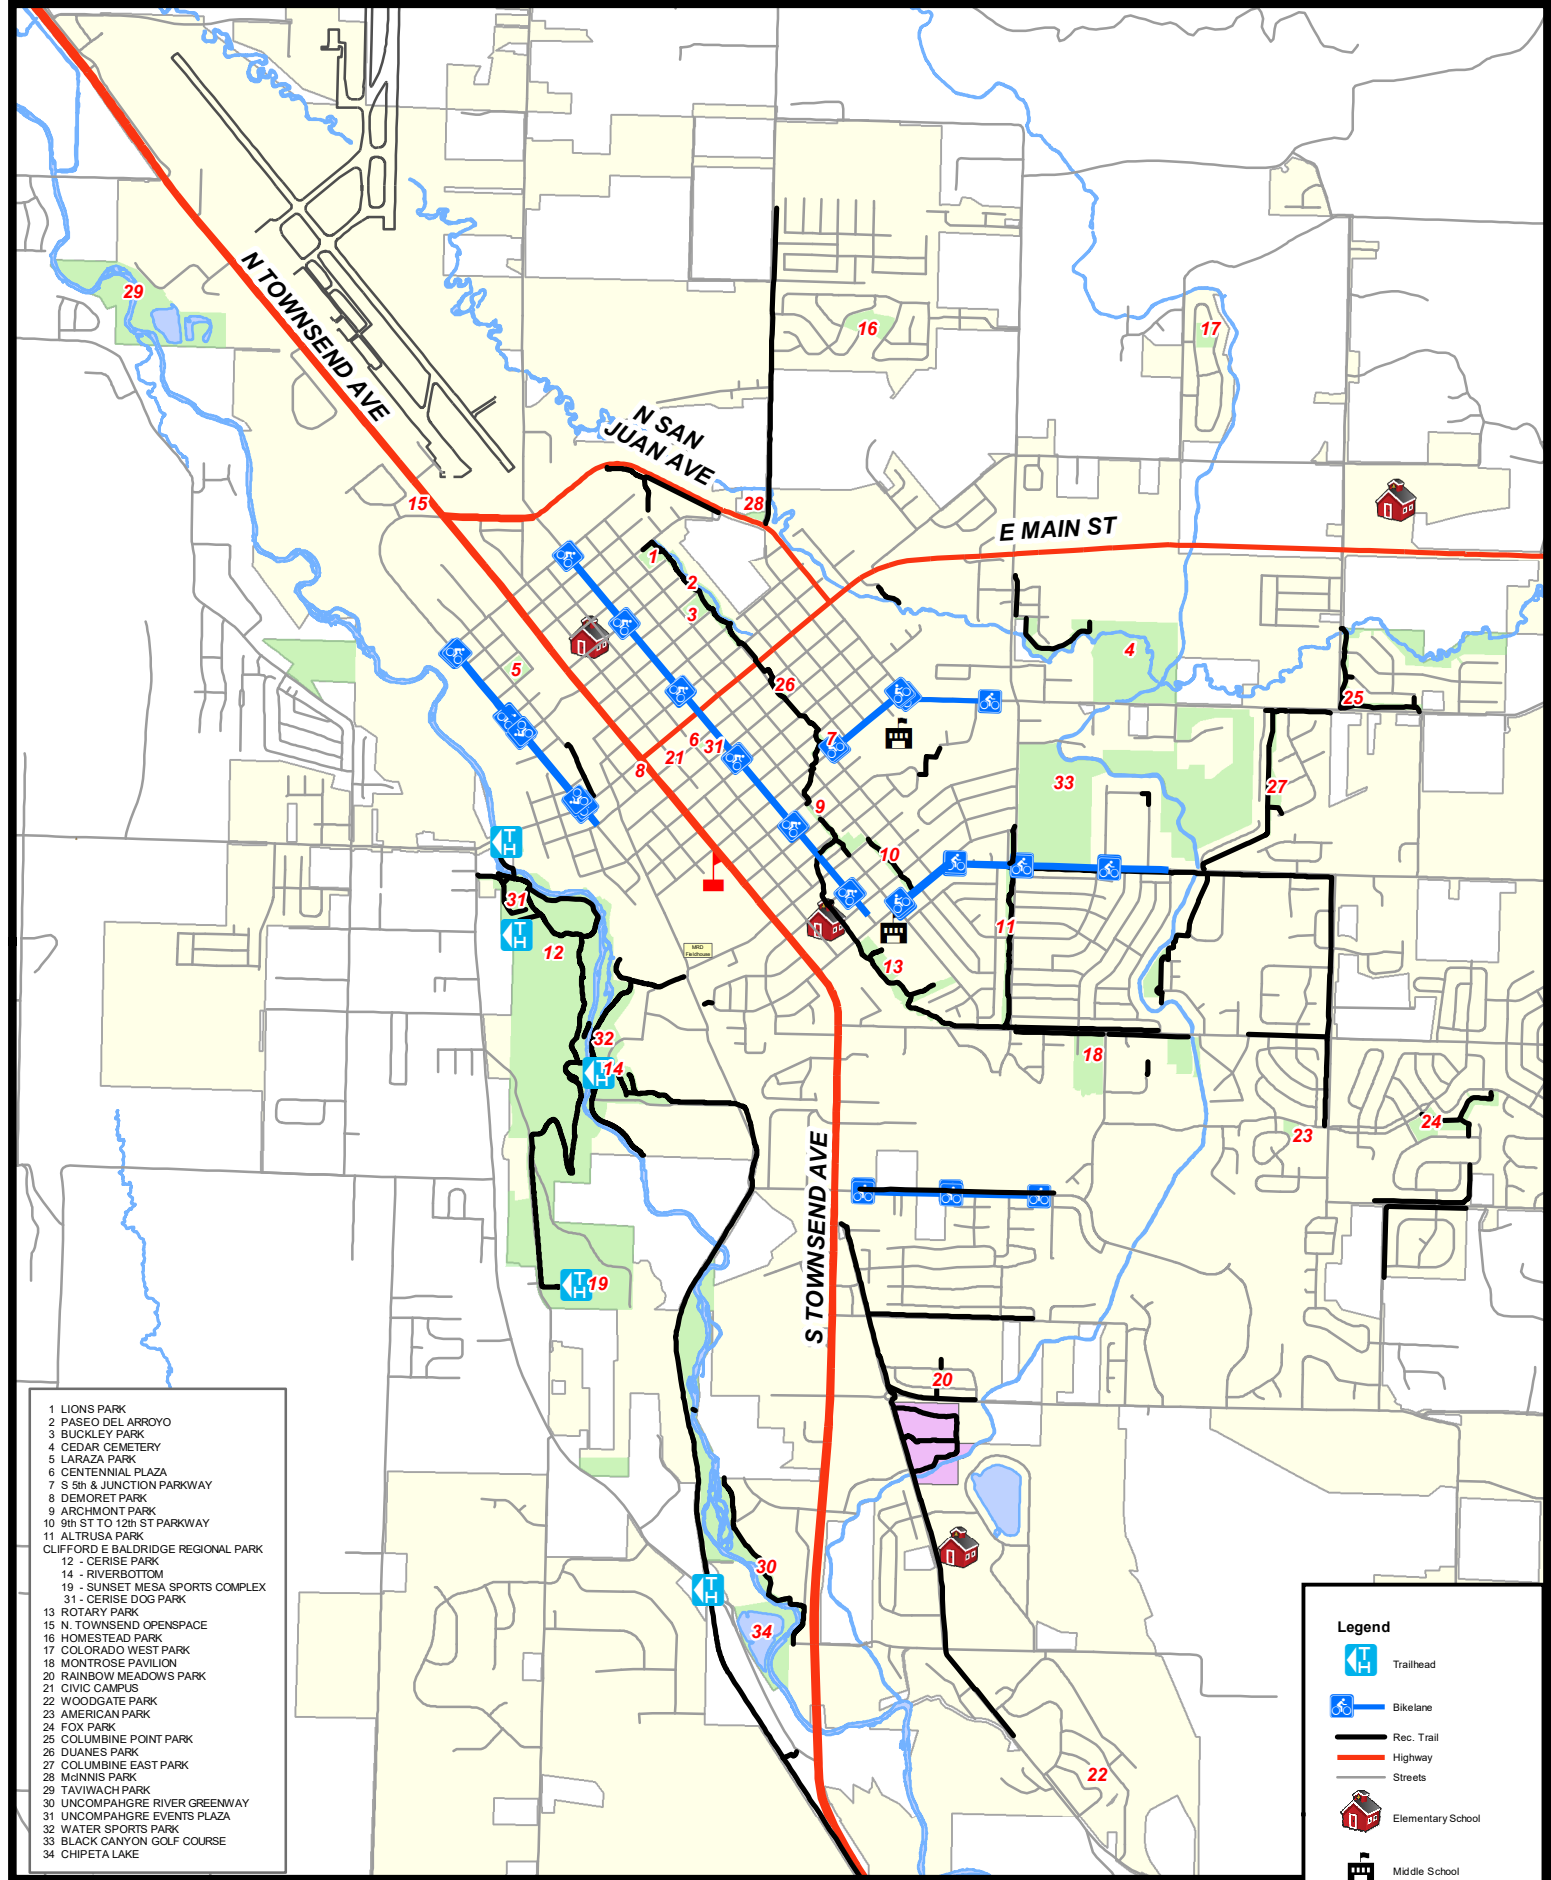 29
N TOWNSEND AVE
16
17
N SAN
JUAN AVE
15
28
E MAIN ST
1
2
3
5
4
26
25
7
6
31
21
8
33
27
9
10
TH
31
TH
12
11
MRD
Fieldhouse
13
32
TH
14
18
24
23
S TOWNSEND AVE
TH
19
20
30
TH
34
22
1 LIONS PARK
2 PASEO DEL ARROYO
3 BUCKLEY PARK
4 CEDAR CEMETERY
5 LARAZA PARK
6 CENTENNIAL PLAZA
7 S 5th & JUNCTION PARKWAY
8 DEMORET PARK
9 ARCHMONT PARK
10 9th ST TO 12th ST PARKWAY
11 ALTRUSA PARK
CLIFFORD E BALDRIDGE REGIONAL PARK
12 - CERISE PARK
14 - RIVERBOTTOM
19 - SUNSET MESA SPORTS COMPLEX
31 - CERISE DOG PARK
13 ROTARY PARK
15 N. TOWNSEND OPENSPACE
16 HOMESTEAD PARK
17 COLORADO WEST PARK
18 MONTROSE PAVILION
20 RAINBOW MEADOWS PARK
21 CIVIC CAMPUS
22 WOODGATE PARK
23 AMERICAN PARK
24 FOX PARK
25 COLUMBINE POINT PARK
26 DUANES PARK
27 COLUMBINE EAST PARK
28 McINNIS PARK
29 TAVIWACH PARK
30 UNCOMPAHGRE RIVER GREENWAY
31 UNCOMPAHGRE EVENTS PLAZA
32 WATER SPORTS PARK
33 BLACK CANYON GOLF COURSE
34 CHIPETA LAKE
Legend
TH Trailhead
Bikelane
Rec. Trail
Highway
Streets
Elementary School
Middle School